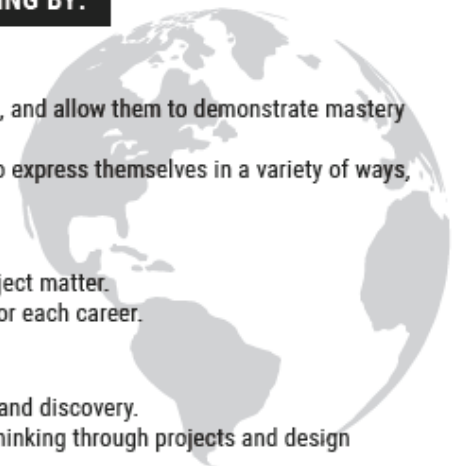 ING BY:
, and allow them to demonstrate mastery
express themselves in a variety of ways,
ject matter.
or each career.
and discovery.
hinking through projects and design